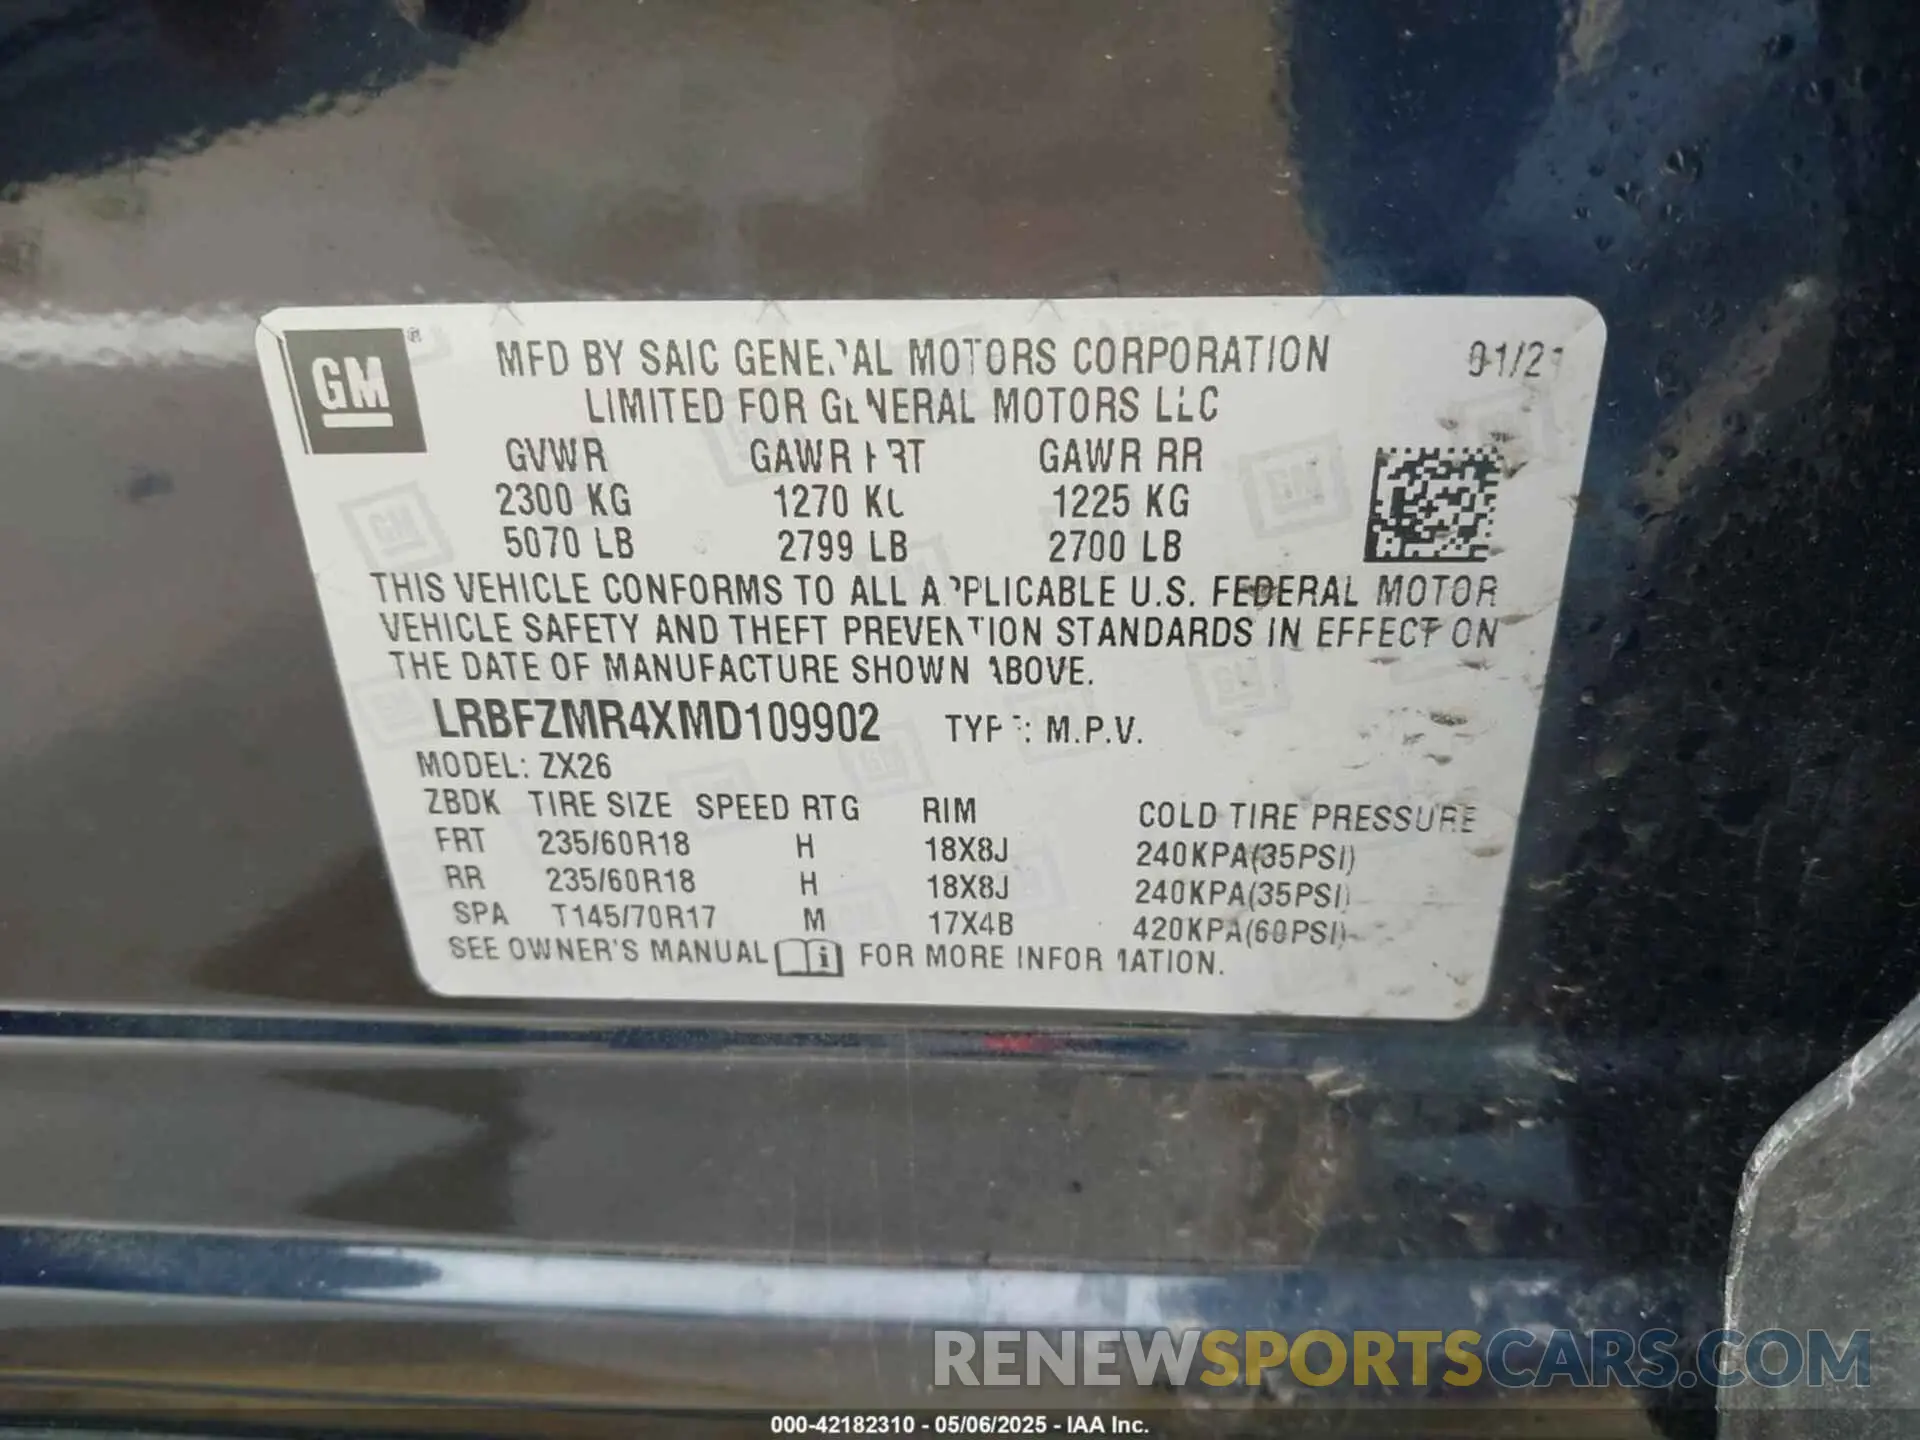 GM ®
MFD BY SAIC GENERAL MOTORS CORPORATION 01/21
LIMITED FOR GENERAL MOTORS LLC
GVWR GAWR FRT GAWR RR
2300 KG 1270 KG 1225 KG
5070 LB 2799 LB 2700 LB
THIS VEHICLE CONFORMS TO ALL APPLICABLE U.S. FEDERAL MOTOR
VEHICLE SAFETY AND THEFT PREVENTION STANDARDS IN EFFECT ON
THE DATE OF MANUFACTURE SHOWN ABOVE.
LRBFZMR4XMD109902 TYPE: M.P.V.
MODEL: ZX26
ZBDK TIRE SIZE SPEED RTG RIM COLD TIRE PRESSURE
FRT 235/60R18 H 18X8J 240KPA(35PSI)
RR 235/60R18 H 18X8J 240KPA(35PSI)
SPA T145/70R17 M 17X4B 420KPA(60PSI)
SEE OWNER'S MANUAL i FOR MORE INFORMATION.
RENEWSPORTSCARS.COM
000-42182310 - 05/06/2025 - IAA Inc.